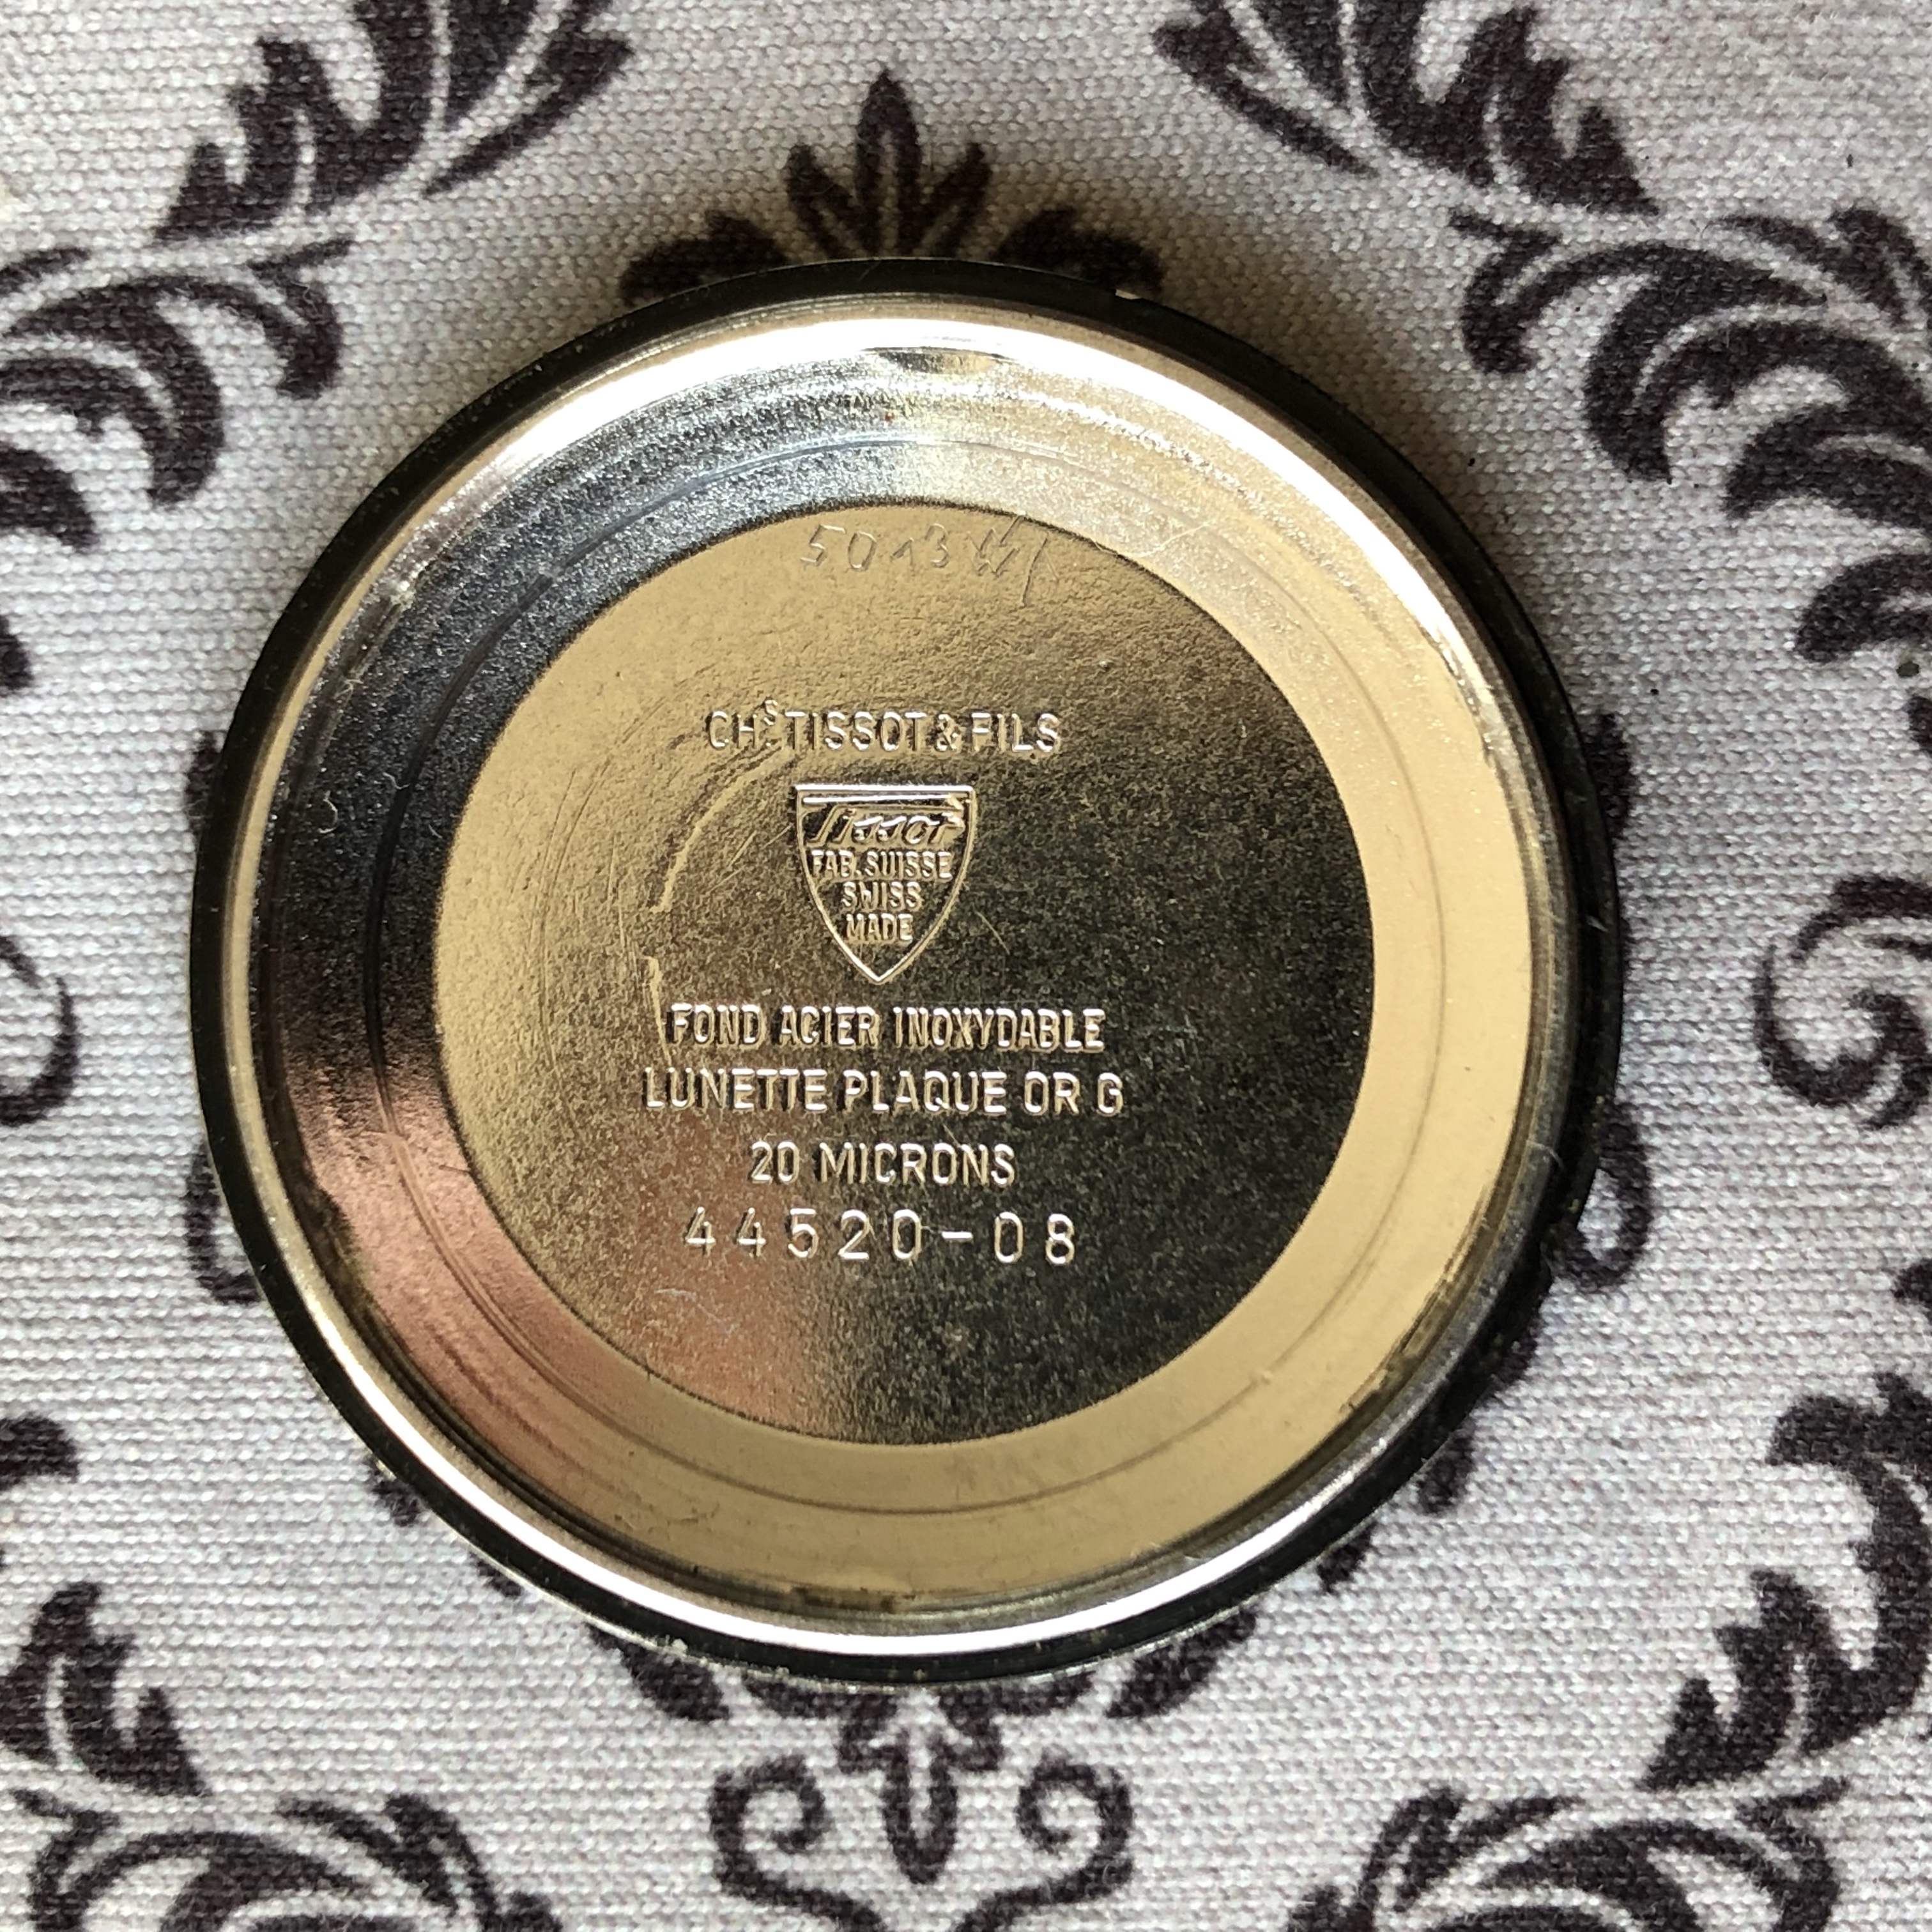 CHS TISSOT & FILS
Tissot
FAB. SUISSE
SWISS
MADE
FOND ACIER INOXYDABLE
LUNETTE PLAQUE OR G
20 MICRONS
44520-08